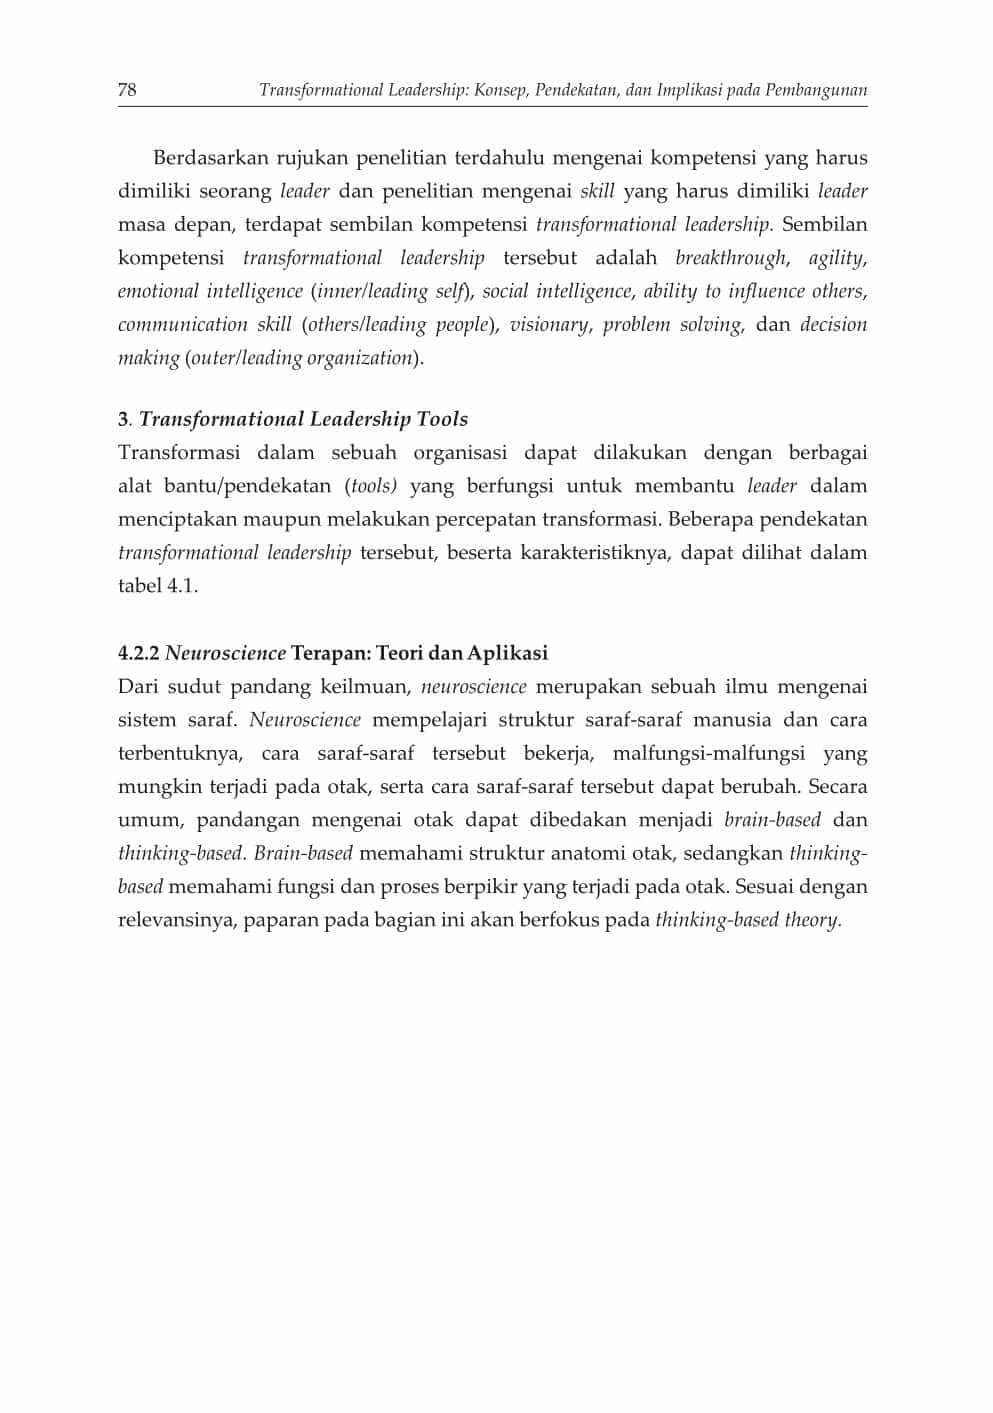 78
Transformational Leadership: Konsep, Pendekatan, dan Implikasi pada Pembangunan
Berdasarkan rujukan penelitian terdahulu mengenai kompetensi yang harus
dimiliki seorang leader dan penelitian mengenai skill yang harus dimiliki leader
masa depan, terdapat sembilan kompetensi transformational leadership. Sembilan
kompetensi transformational leadership tersebut adalah breakthrough, agility,
emotional intelligence (inner/leading self), social intelligence, ability to influence others,
communication skill (others/leading people), visionary, problem solving, dan decision
making (outer/leading organization).
3. Transformational Leadership Tools
Transformasi dalam sebuah organisasi dapat dilakukan dengan berbagai
alat bantu/pendekatan (tools) yang berfungsi untuk membantu leader dalam
menciptakan maupun melakukan percepatan transformasi. Beberapa pendekatan
transformational leadership tersebut, beserta karakteristiknya, dapat dilihat dalam
tabel 4.1.
4.2.2 Neuroscience Terapan: Teori dan Aplikasi
Dari sudut pandang keilmuan, neuroscience merupakan sebuah ilmu mengenai
sistem saraf. Neuroscience mempelajari struktur saraf-saraf manusia dan cara
terbentuknya, cara saraf-saraf tersebut bekerja, malfungsi-malfungsi yang
mungkin terjadi pada otak, serta cara saraf-saraf tersebut dapat berubah. Secara
umum, pandangan mengenai otak dapat dibedakan menjadi brain-based dan
thinking-based. Brain-based memahami struktur anatomi otak, sedangkan thinking-
based memahami fungsi dan proses berpikir yang terjadi pada otak. Sesuai dengan
relevansinya, paparan pada bagian ini akan berfokus pada thinking-based theory.